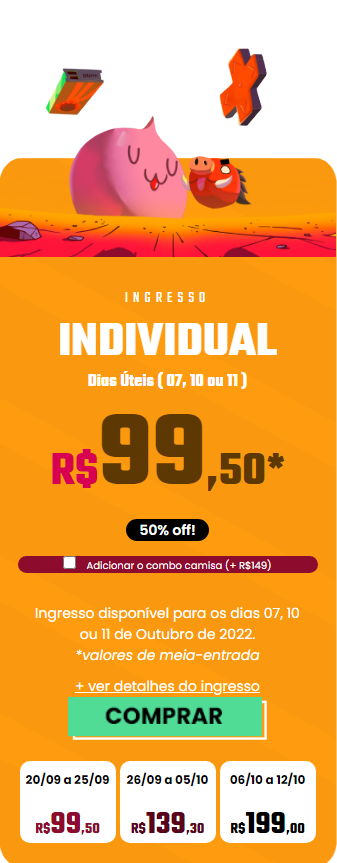 INGRESSO
INDIVIDUAL
Dias Úteis ( 07, 10 ou 11 )
R$99,50*
50% off!
Adicionar o combo camisa (+ R$149)
Ingresso disponível para os dias 07, 10
ou 11 de Outubro de 2022.
*valores de meia-entrada
+ ver detalhes do ingresso
COMPRAR
20/09 a 25/09 26/09 a 05/10 06/10 a 12/10
R$99,50 R$139,30 R$199,00